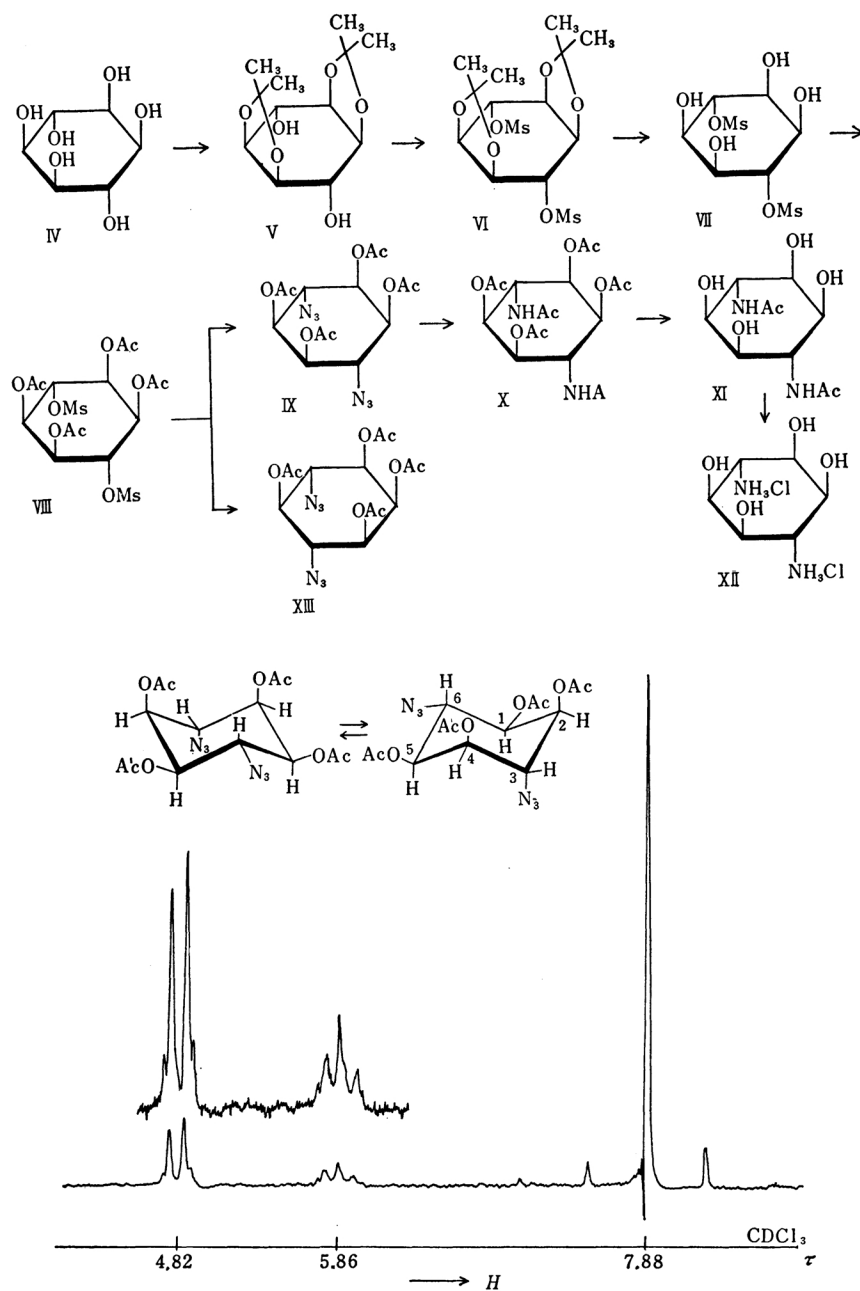 CH₃ CH₃
CH₃ CH₃ CH₃ CH₃
OH CH₃ O CH₃ O OH
OH OH OH O OH O O O OMs O OH OH OMs OH
OH OH O O OH
OH OH OMs OMs
IV V VI VII
OAc OAc OH
OAc OAc OAc OAc OAc NHAc OAc OH NHAc OH
OAc N₃ OAc OAc OH
OAc OAc N₃ NHA NHAc
OMs IX X XI
OAc OAc OH
OMs OAc OAc OH OH
VIII N₃ OAc NH₃Cl
OH
N₃ NH₃Cl
XIII XII
OAc OAc H OAc
H H N₃ 6 1 OAc
H H AcO 2 H
N₃ H
AcO N₃ OAc AcO 5 H 4 3 H
H H H N₃
CDCl₃
4.82 5.86 7.88 τ
H